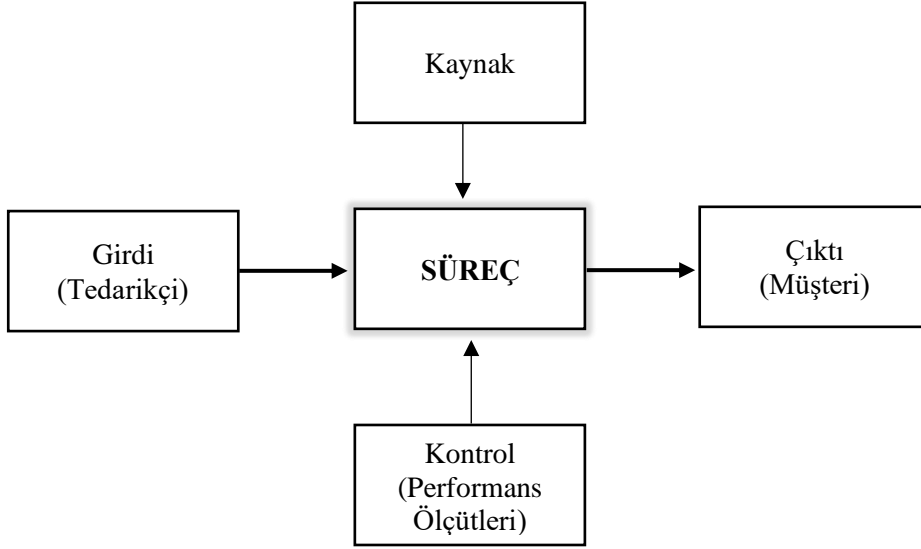 Kaynak
Girdi
(Tedarikçi)
SÜREÇ
Çıktı
(Müşteri)
Kontrol
(Performans
Ölçütleri)